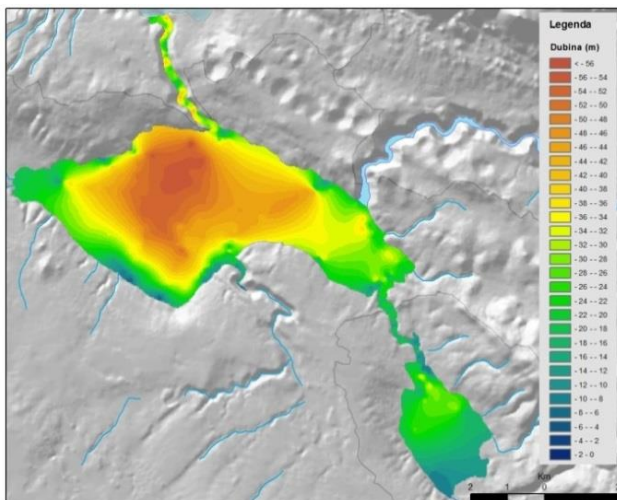 Legenda
Dubina (m)
< - 56
- 56 - - 54
- 54 - - 52
- 52 - - 50
- 50 - - 48
- 48 - - 46
- 46 - - 44
- 44 - - 42
- 42 - - 40
- 40 - - 38
- 38 - - 36
- 36 - - 34
- 34 - - 32
- 32 - - 30
- 30 - - 28
- 28 - - 26
- 26 - - 24
- 24 - - 22
- 22 - - 20
- 20 - - 18
- 18 - - 16
- 16 - - 14
- 14 - - 12
- 12 - - 10
- 10 - - 8
- 8 - - 6
- 6 - - 4
- 4 - - 2
- 2 - 0
Km
2 1 0 2